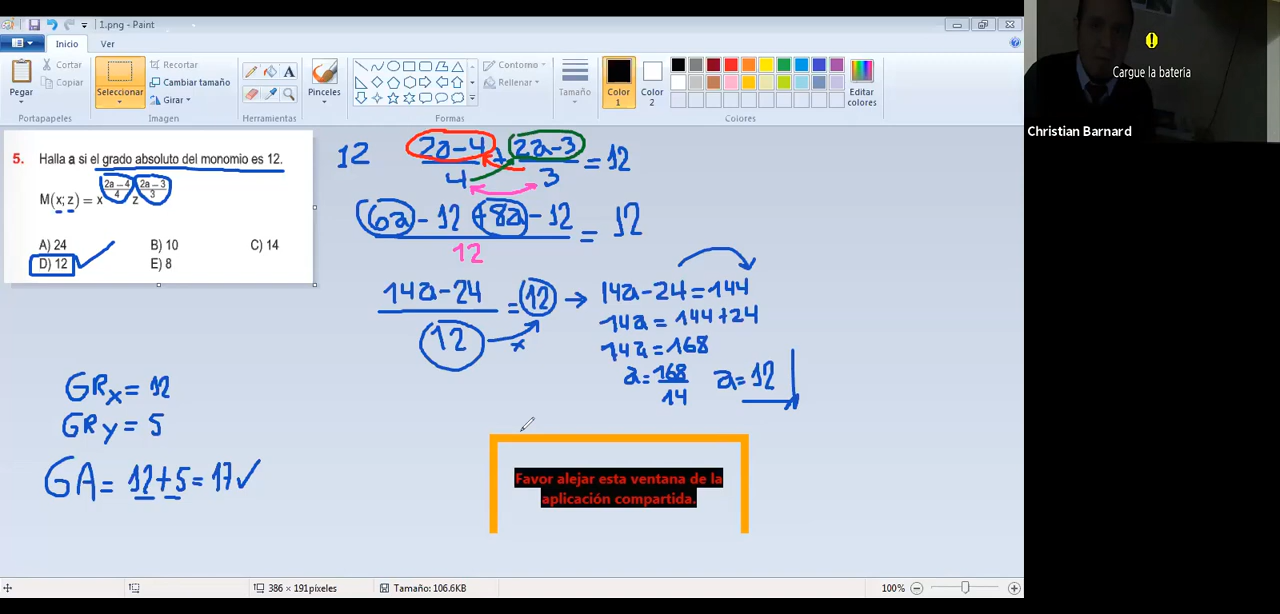 1.png - Paint
Inicio
Ver
Pegar
Cortar
Copiar
Portapapeles
Seleccionar
Recortar
Cambiar tamaño
Girar
Imagen
A
Herramientas
Pinceles
Contorno
Rellenar
Formas
Tamaño
Color 1
Color 2
Editar colores
Colores
Cargue la bateria
Christian Barnard
5. Halla a si el grado absoluto del monomio es 12.
M(x; z) = x^(2a-4)/4 z^(2a-3)/3
A) 24 B) 10 C) 14
D) 12 E) 8
12
(2a-4)/4 + (2a-3)/3 = 12
(6a-12+8a-12)/12 = 12
(14a-24)/12 = 12 → 14a-24=144
x
14a=144+24
14a=168
a=168/14 a=12
GRx=12
GRy=5
GA=12+5=17✓
Favor alejar esta ventana de la
aplicación compartida.
386 × 191píxeles
Tamaño: 106.6KB
100%